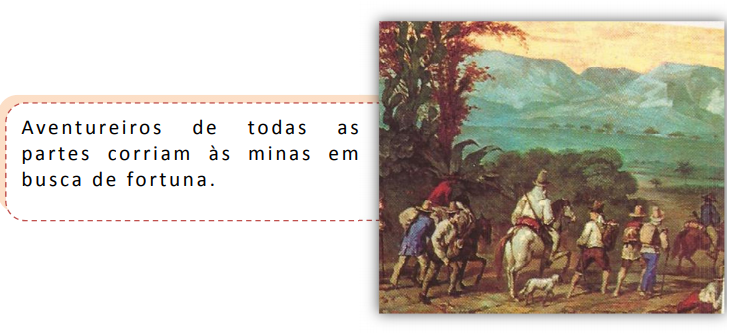 Aventureiros de todas as
partes corriam às minas em
busca de fortuna.